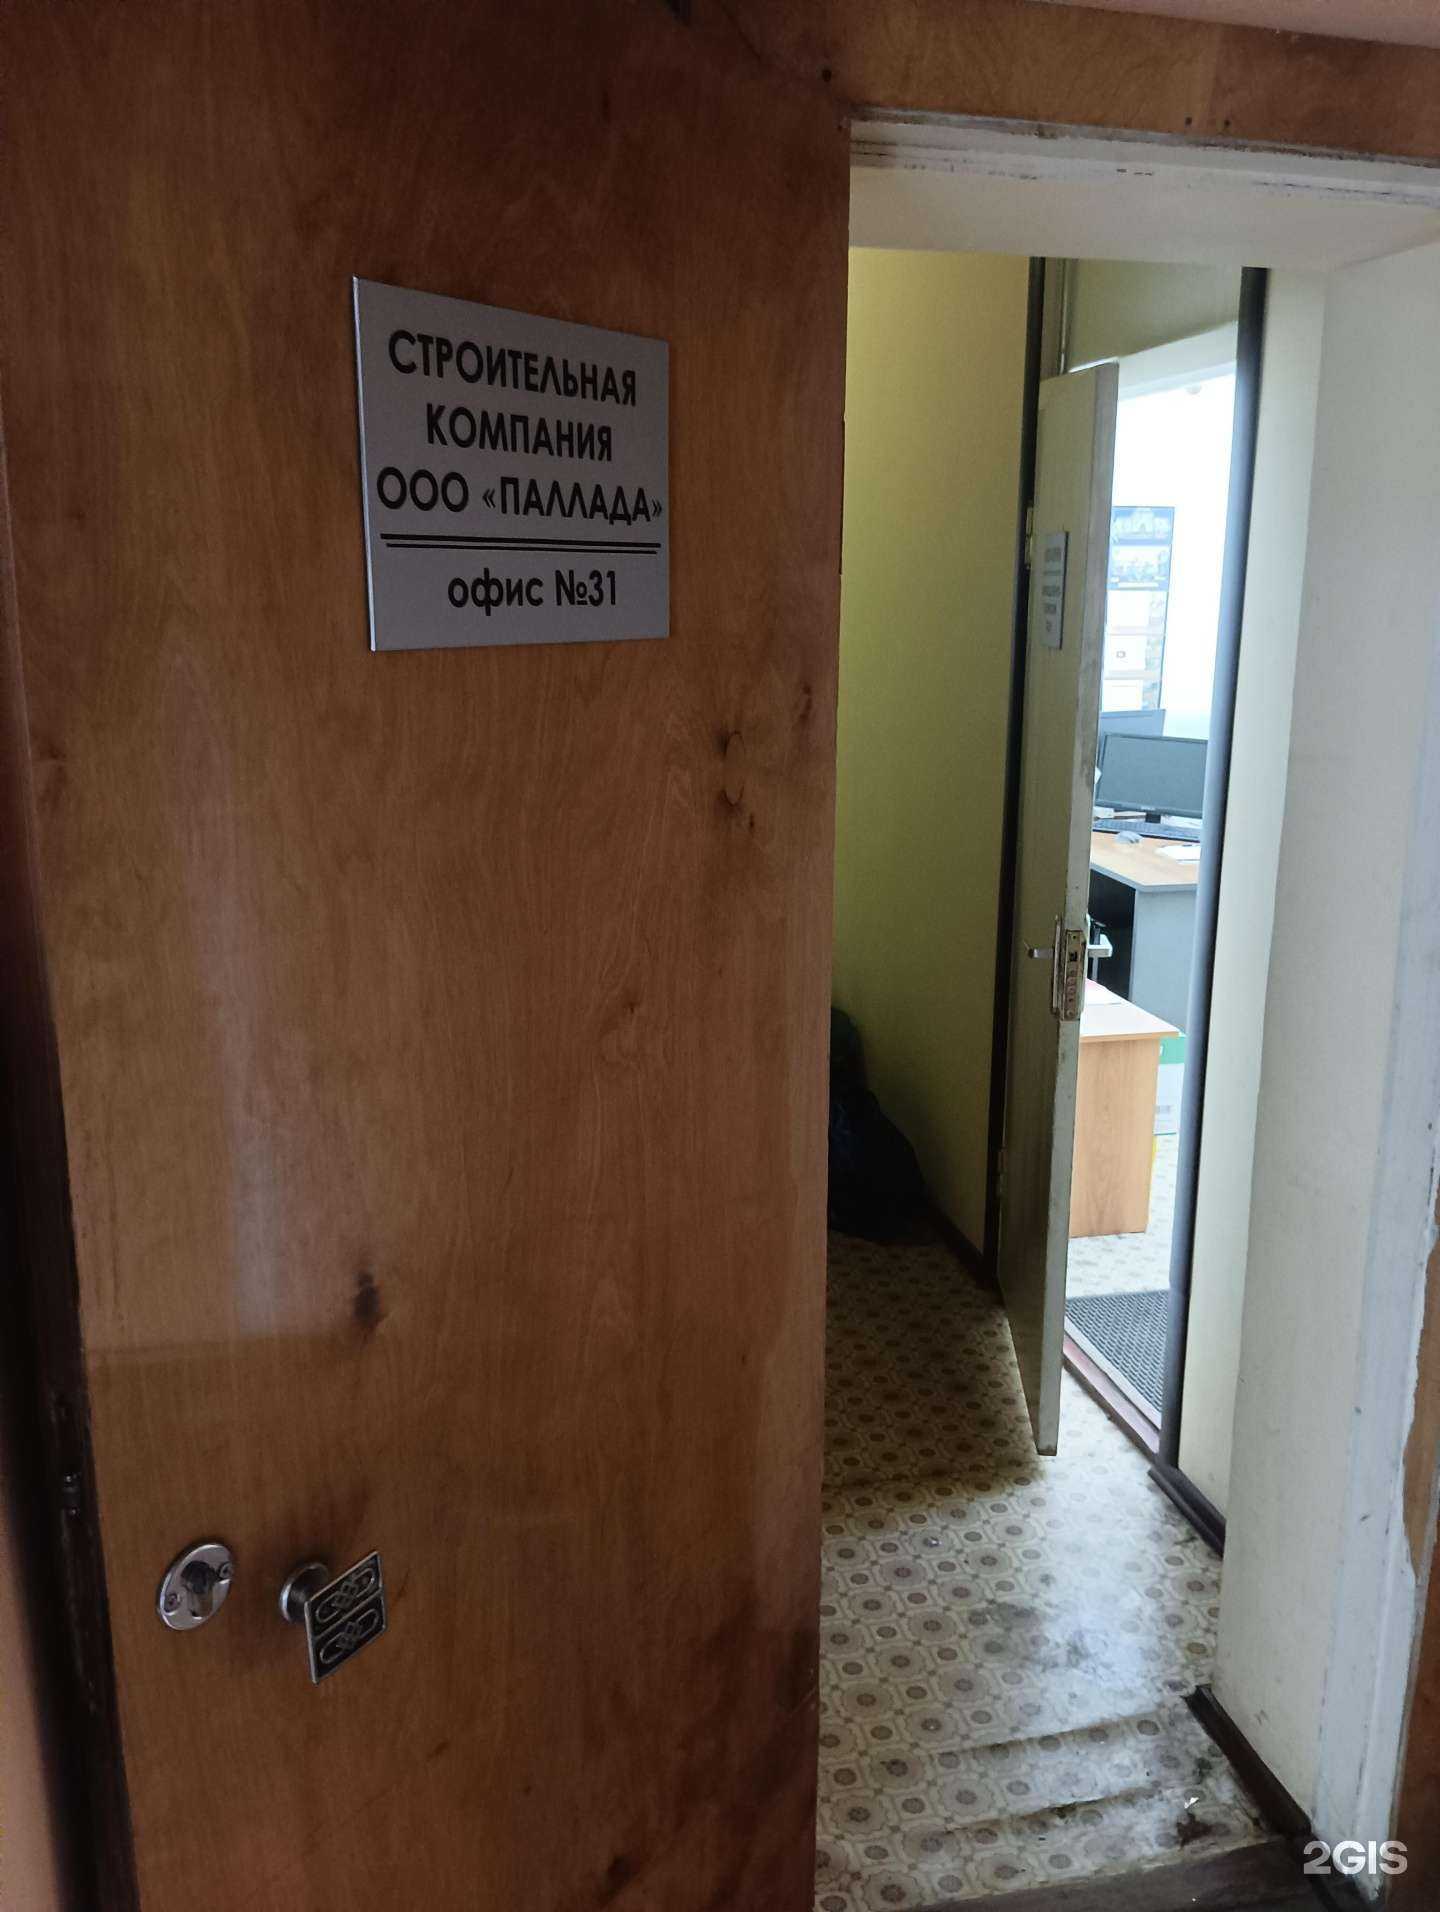 СТРОИТЕЛЬНАЯ
КОМПАНИЯ
ООО «ПАЛЛАДА»
офис №31
2GIS